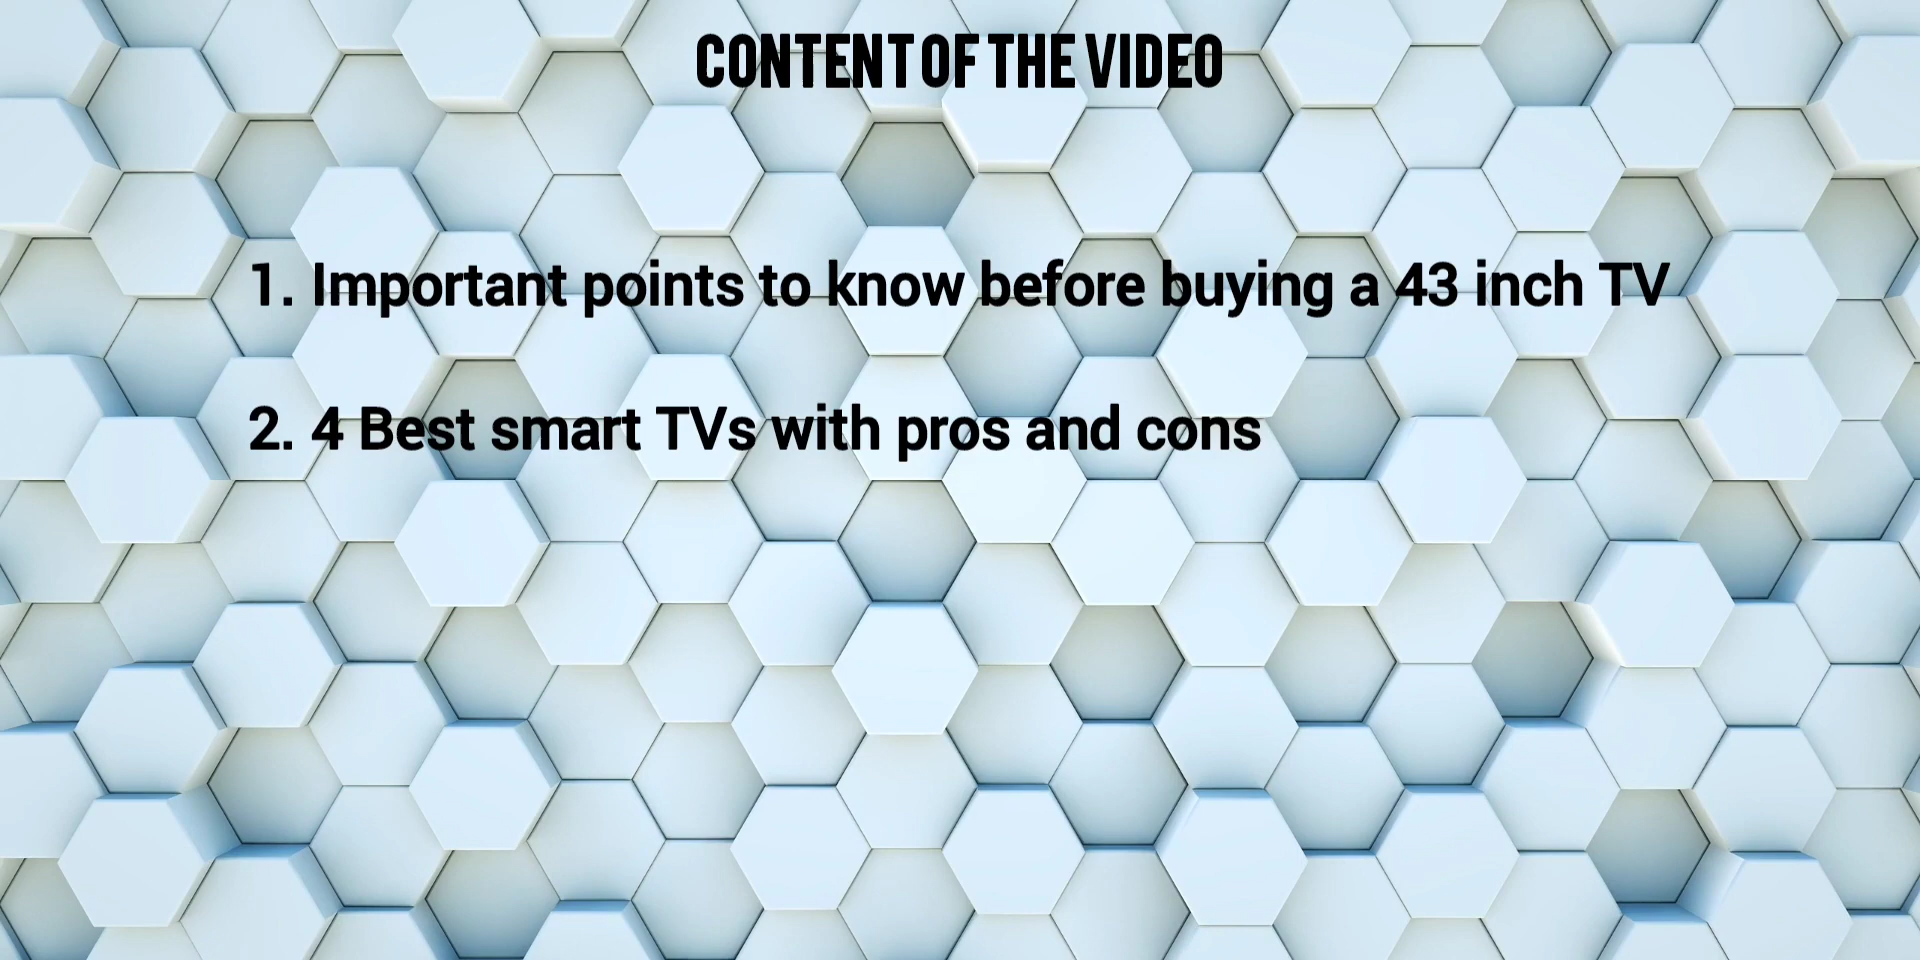 CONTENT OF THE VIDEO
1. Important points to know before buying a 43 inch TV
2. 4 Best smart TVs with pros and cons